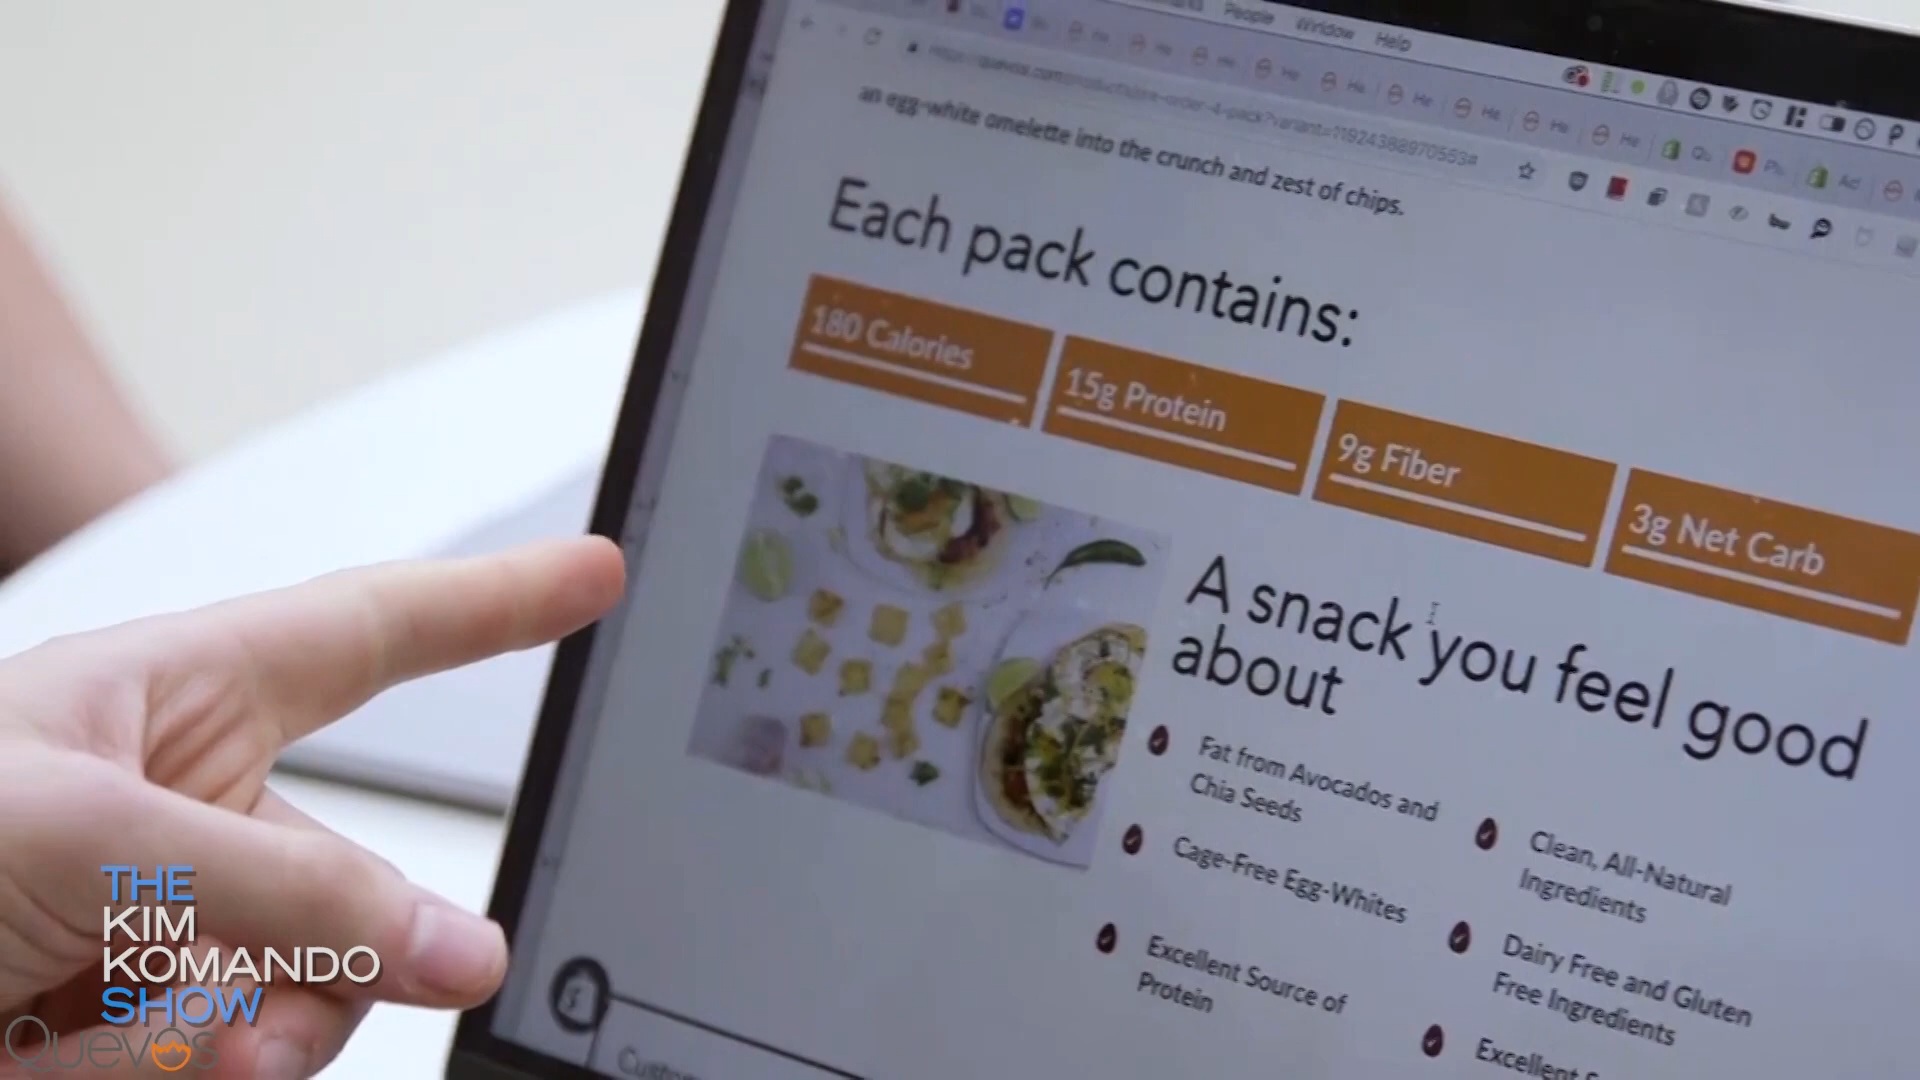 People Window Help
an egg-white omelette into the crunch and zest of chips.
Each pack contains:
180 Calories
15g Protein
9g Fiber
3g Net Carb
A snack you feel good
about
Fat from Avocados and
Chia Seeds
Cage-Free Egg-Whites
Excellent Source of
Protein
Clean, All-Natural
Ingredients
Dairy Free and Gluten
Free Ingredients
Excellent
THE
KIM
KOMANDO
SHOW
Quevos